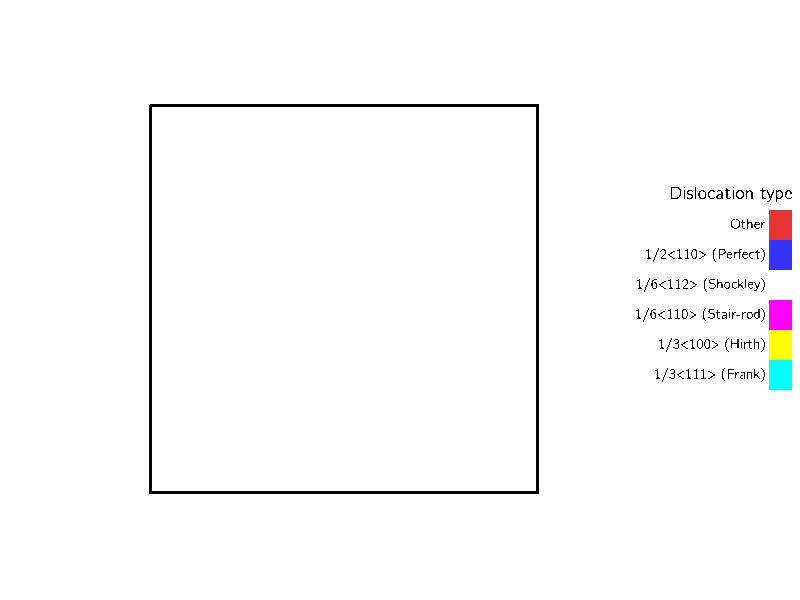 Dislocation type
Other
1/2<110> (Perfect)
1/6<112> (Shockley)
1/6<110> (Stair-rod)
1/3<100> (Hirth)
1/3<111> (Frank)